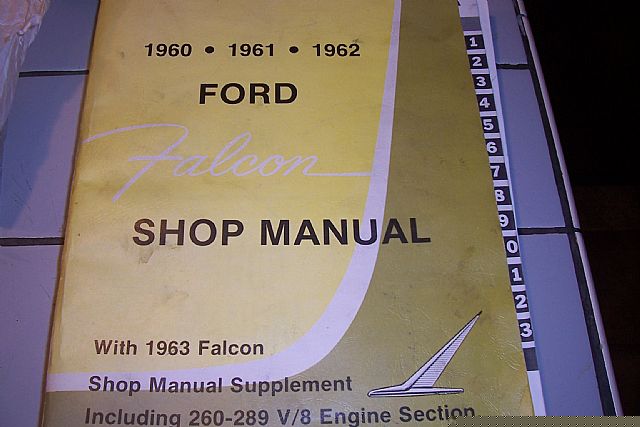 1960 • 1961 • 1962
FORD
Falcon
SHOP MANUAL
With 1963 Falcon
Shop Manual Supplement
Including 260-289 V/8 Engine Section
1
2
3
4
5
6
7
8
9
0
1
2
3